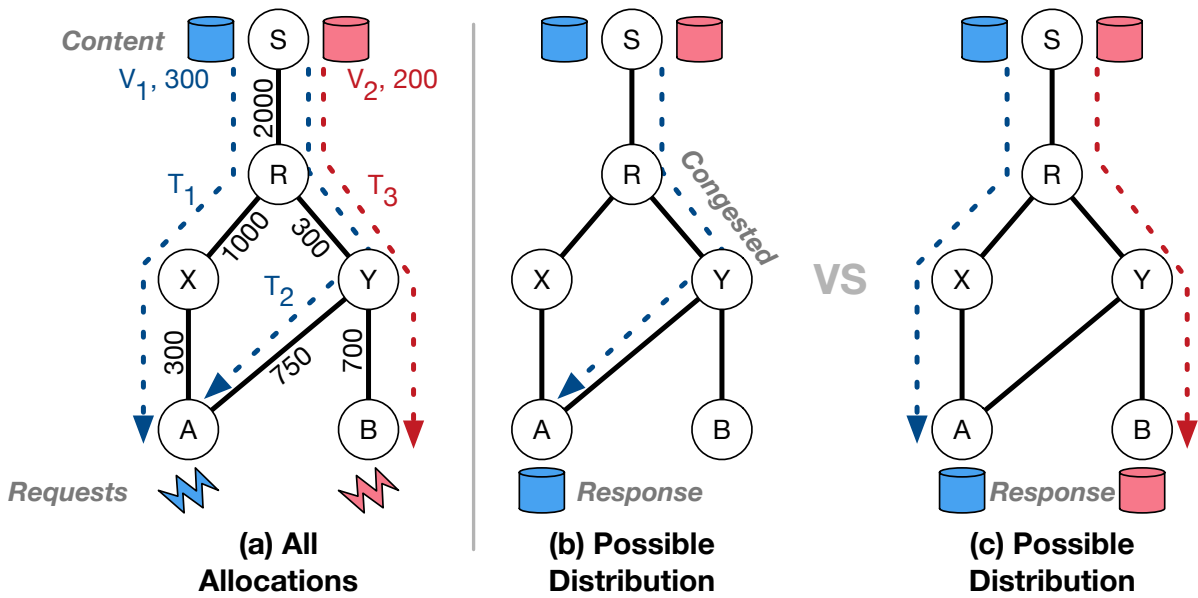 Content
S
V1, 300
V2, 200
2000
R
T1
T3
1000
300
X
Y
T2
300
750
700
A
B
Requests
(a) All
Allocations
S
R
Congested
X
Y
A
B
Response
(b) Possible
Distribution
VS
S
R
X
Y
A
B
Response
(c) Possible
Distribution